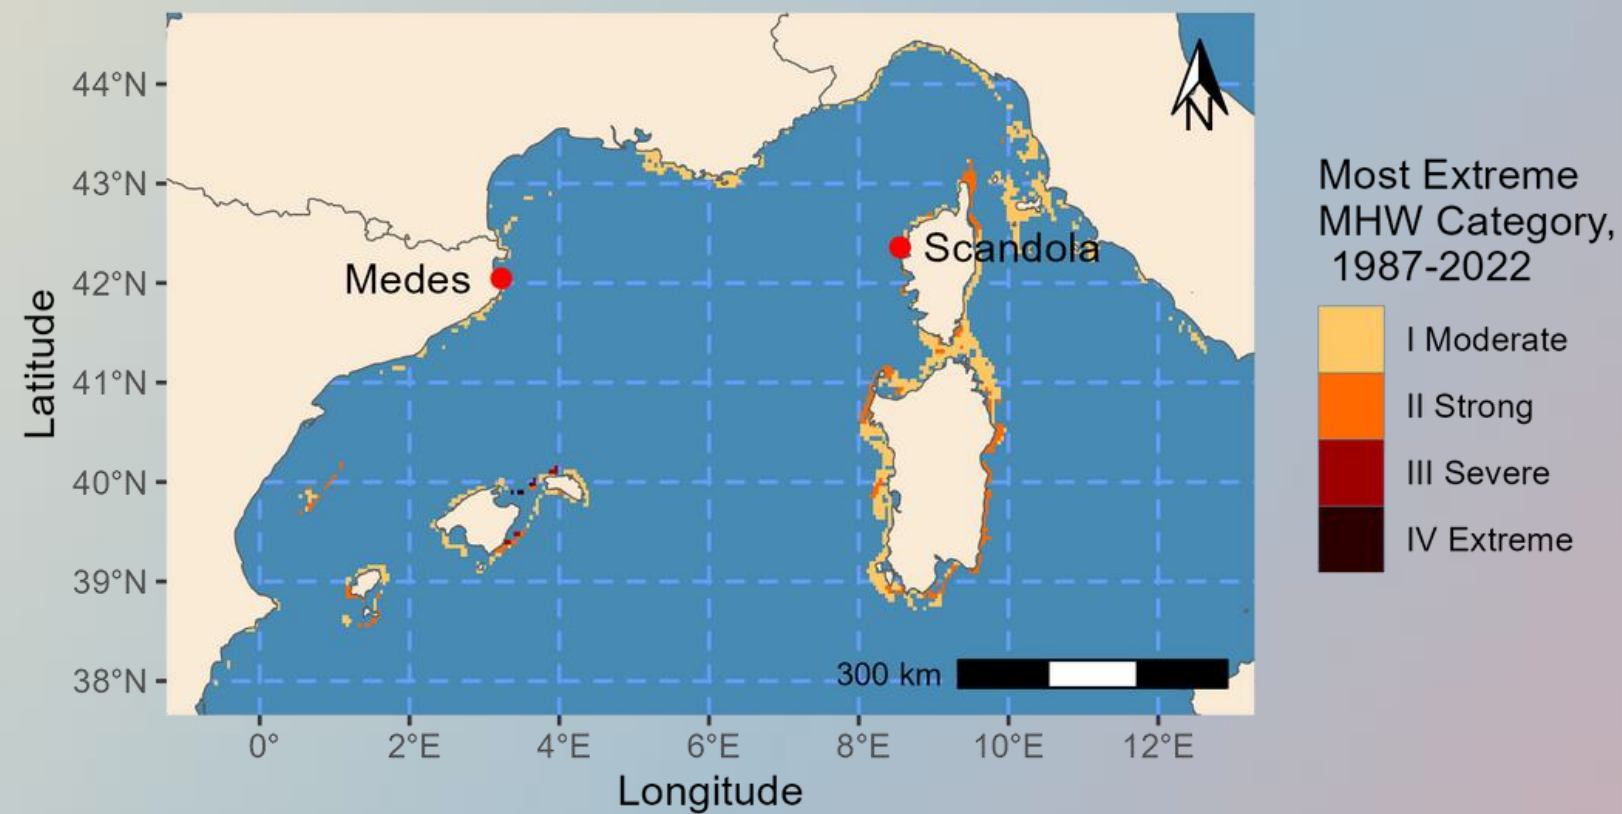 44°N
43°N
42°N
41°N
40°N
39°N
38°N
Latitude
0°
2°E
4°E
6°E
8°E
10°E
12°E
Longitude
Medes
Scandola
N
300 km
Most Extreme
MHW Category,
1987-2022
I Moderate
II Strong
III Severe
IV Extreme